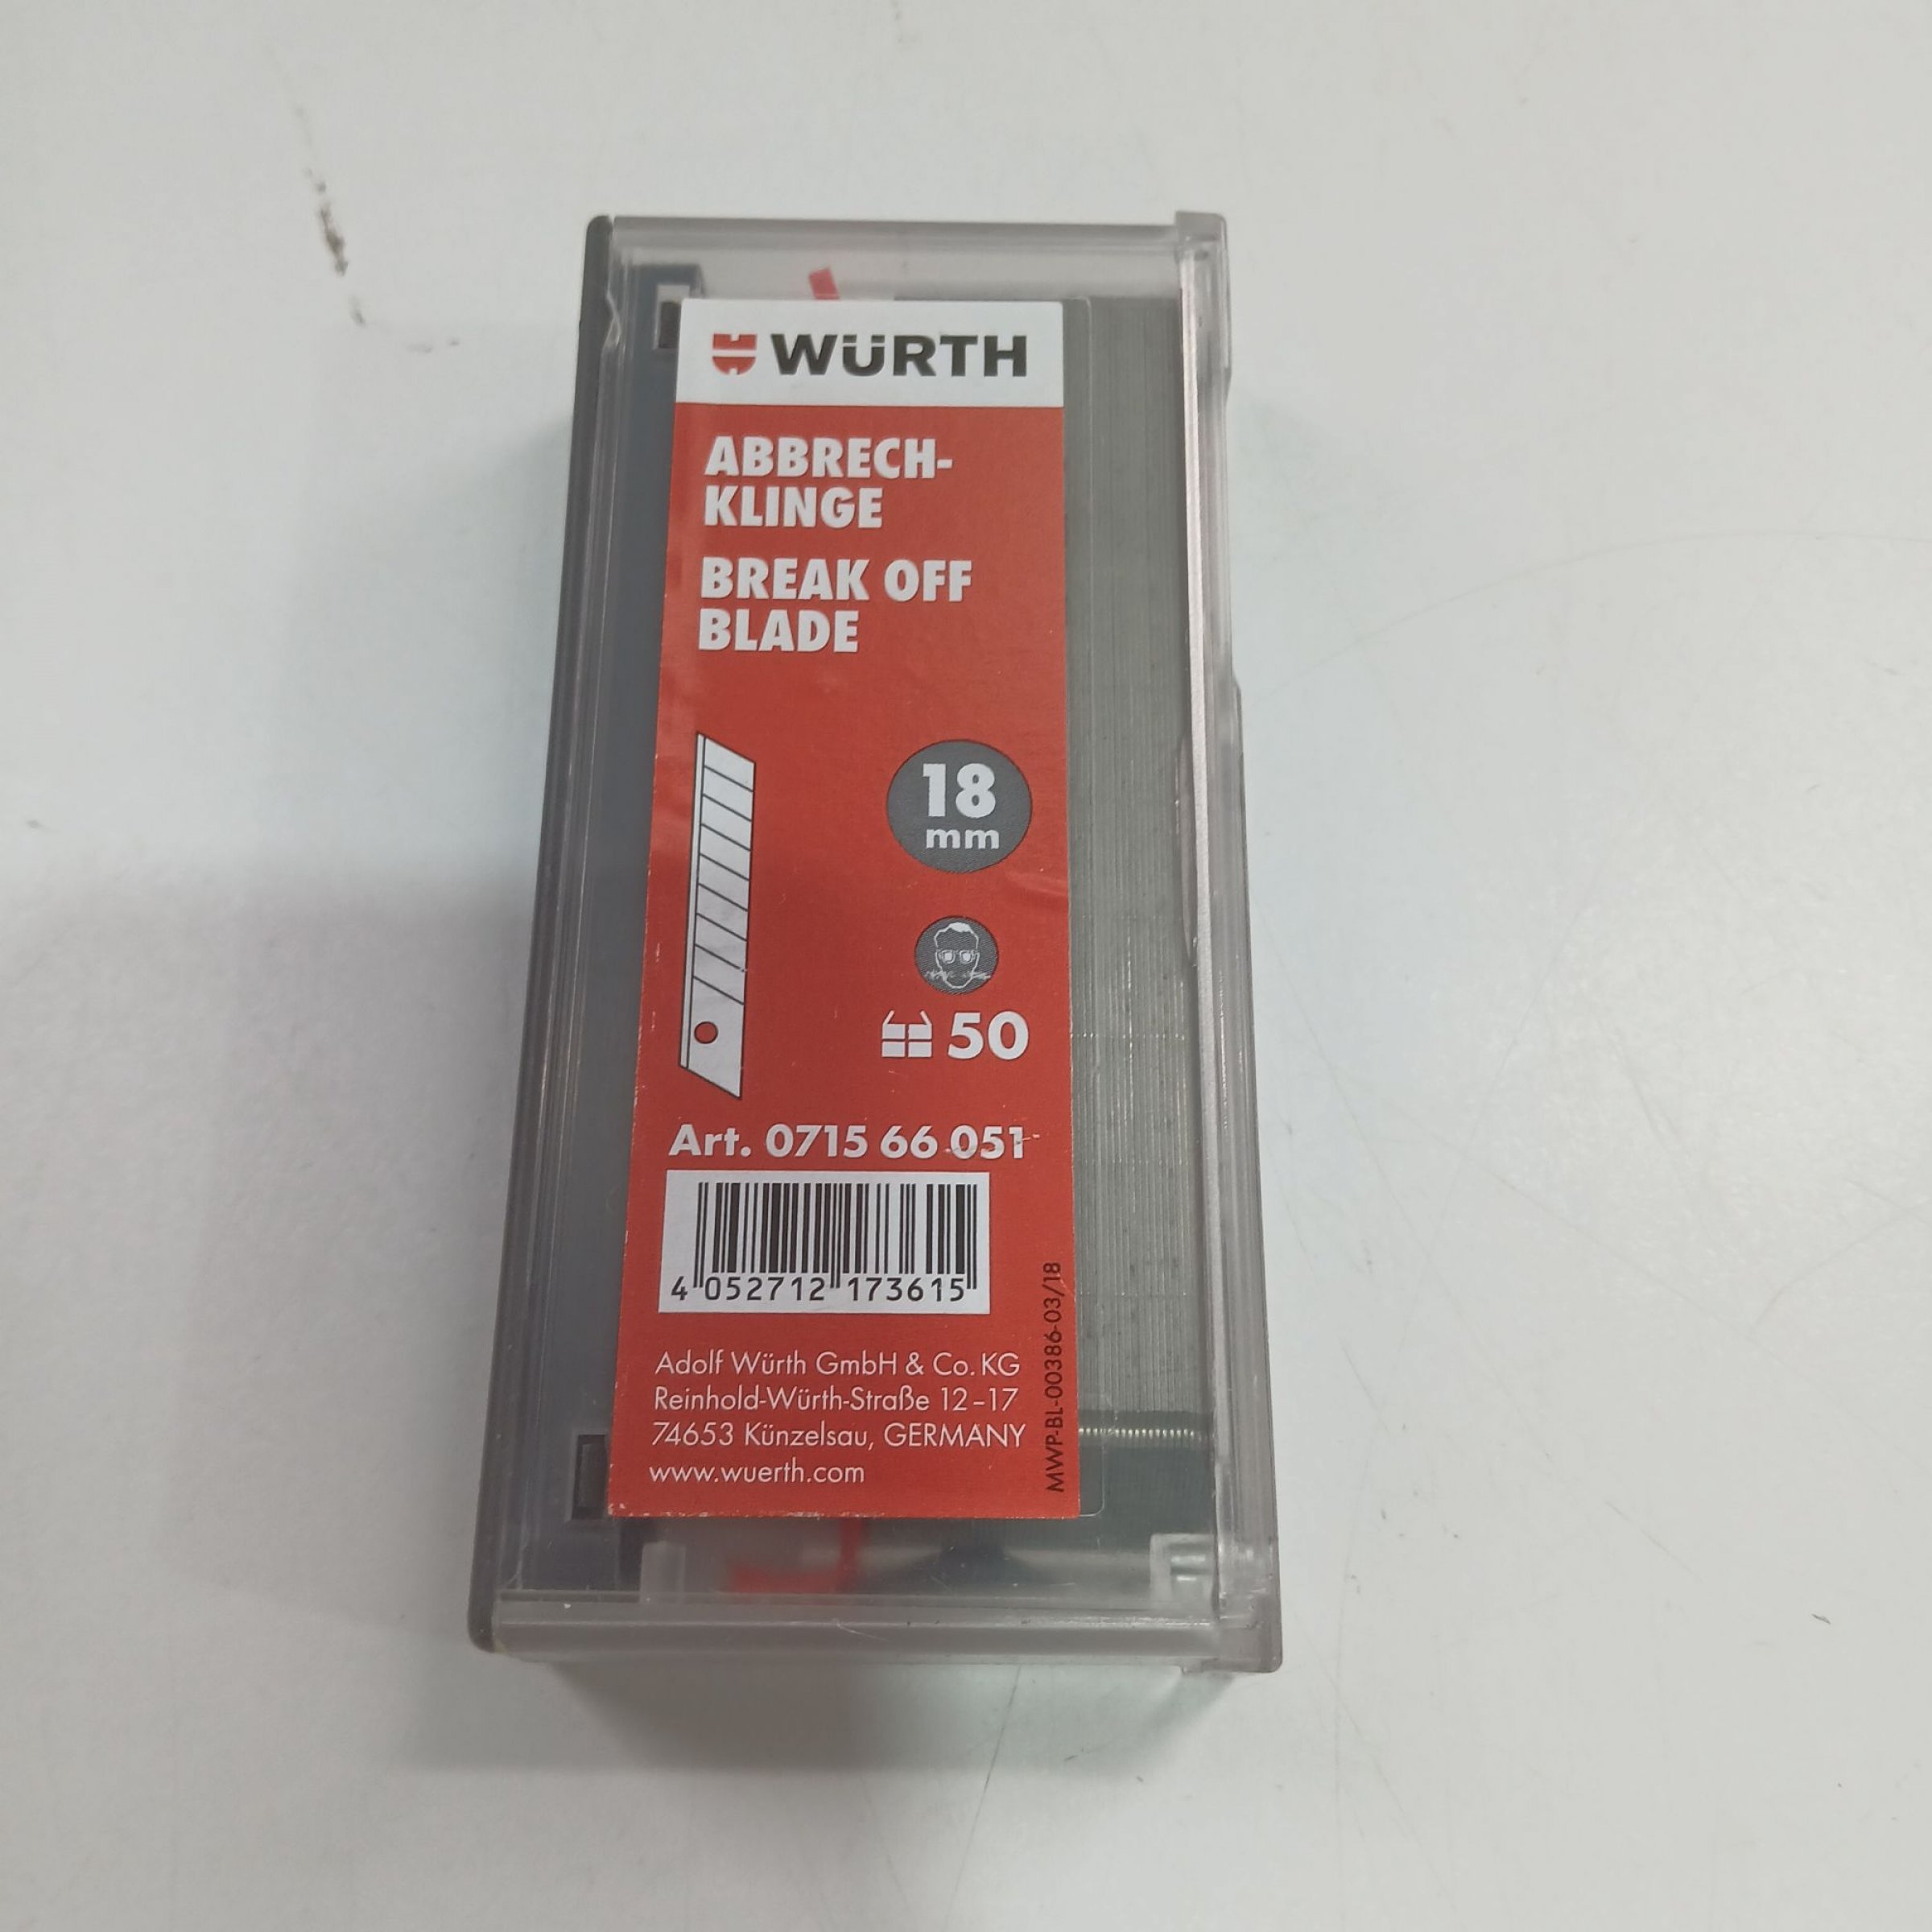 WÜRTH
ABBRECH-
KLINGE
BREAK OFF
BLADE
18
mm
50
Art. 0715 66 051
4 052712 173615
Adolf Würth GmbH & Co. KG
Reinhold-Würth-Straße 12–17
74653 Künzelsau, GERMANY
www.wuerth.com
MWP-BL-00386-03/18